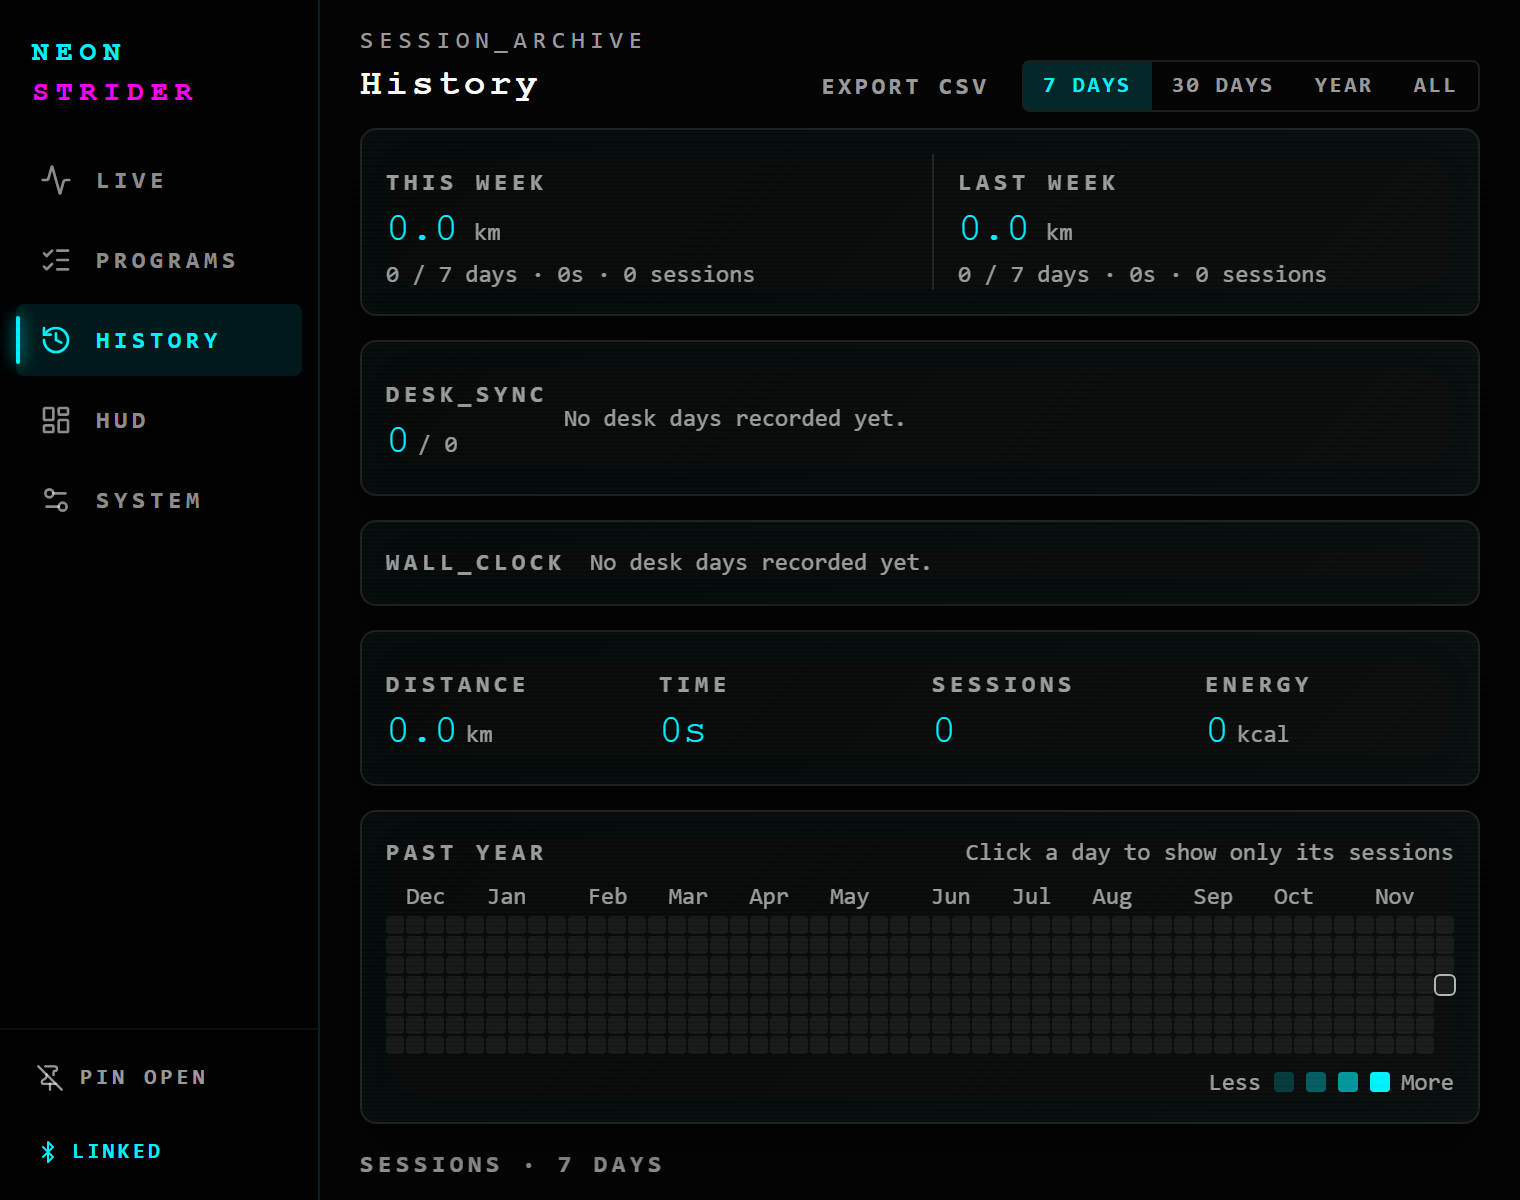 NEON
STRIDER
LIVE
PROGRAMS
HISTORY
HUD
SYSTEM
PIN OPEN
LINKED
SESSION_ARCHIVE
History
EXPORT CSV
7 DAYS
30 DAYS
YEAR
ALL
THIS WEEK
0.0 km
0 / 7 days · 0s · 0 sessions
LAST WEEK
0.0 km
0 / 7 days · 0s · 0 sessions
DESK_SYNC
0 / 0
No desk days recorded yet.
WALL_CLOCK No desk days recorded yet.
DISTANCE
0.0 km
TIME
0s
SESSIONS
0
ENERGY
0 kcal
PAST YEAR
Click a day to show only its sessions
Dec Jan Feb Mar Apr May Jun Jul Aug Sep Oct Nov
Less
More
SESSIONS · 7 DAYS